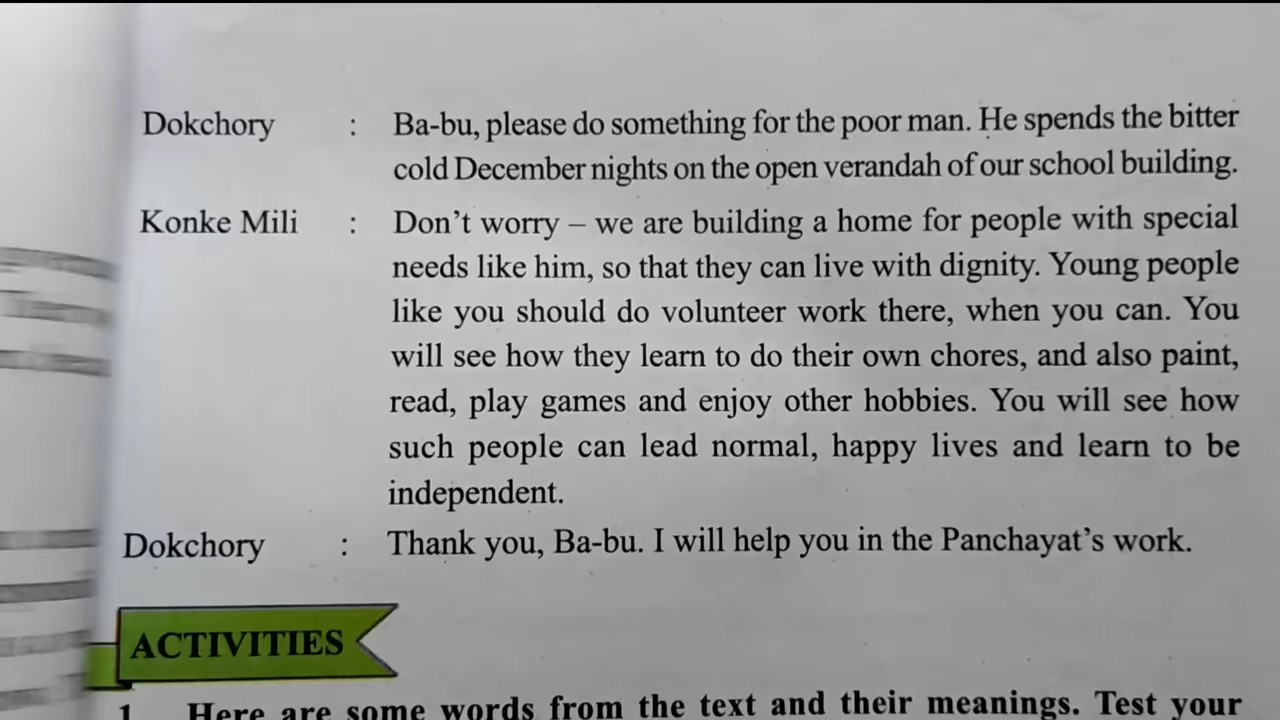 Dokchory : Ba-bu, please do something for the poor man. He spends the bitter
cold December nights on the open verandah of our school building.
Konke Mili : Don't worry – we are building a home for people with special
needs like him, so that they can live with dignity. Young people
like you should do volunteer work there, when you can. You
will see how they learn to do their own chores, and also paint,
read, play games and enjoy other hobbies. You will see how
such people can lead normal, happy lives and learn to be
independent.
Dokchory : Thank you, Ba-bu. I will help you in the Panchayat's work.
ACTIVITIES
1 Here are some words from the text and their meanings. Test your